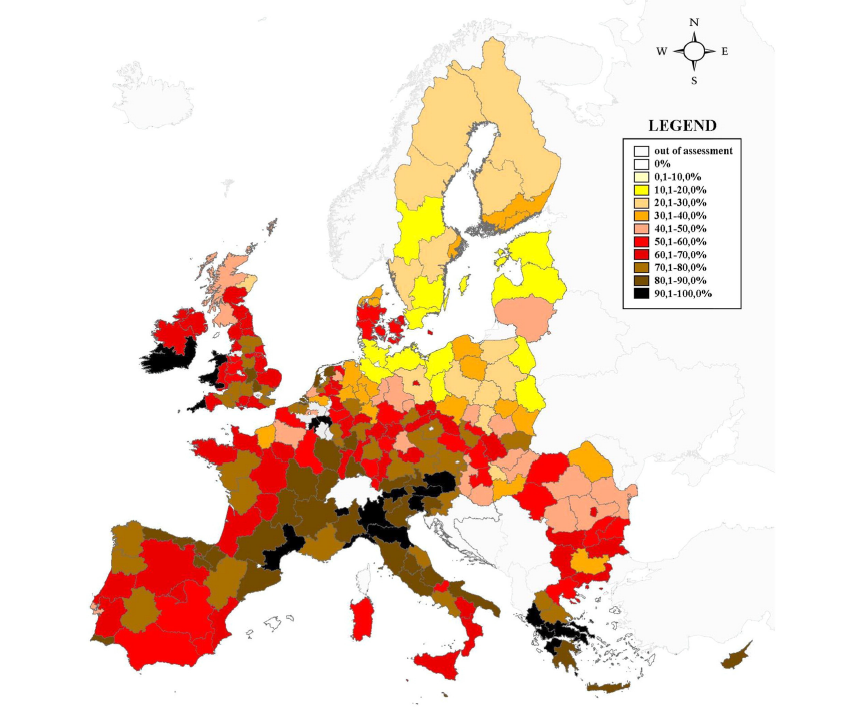 N
W E
S
LEGEND
out of assessment
0%
0,1-10,0%
10,1-20,0%
20,1-30,0%
30,1-40,0%
40,1-50,0%
50,1-60,0%
60,1-70,0%
70,1-80,0%
80,1-90,0%
90,1-100,0%